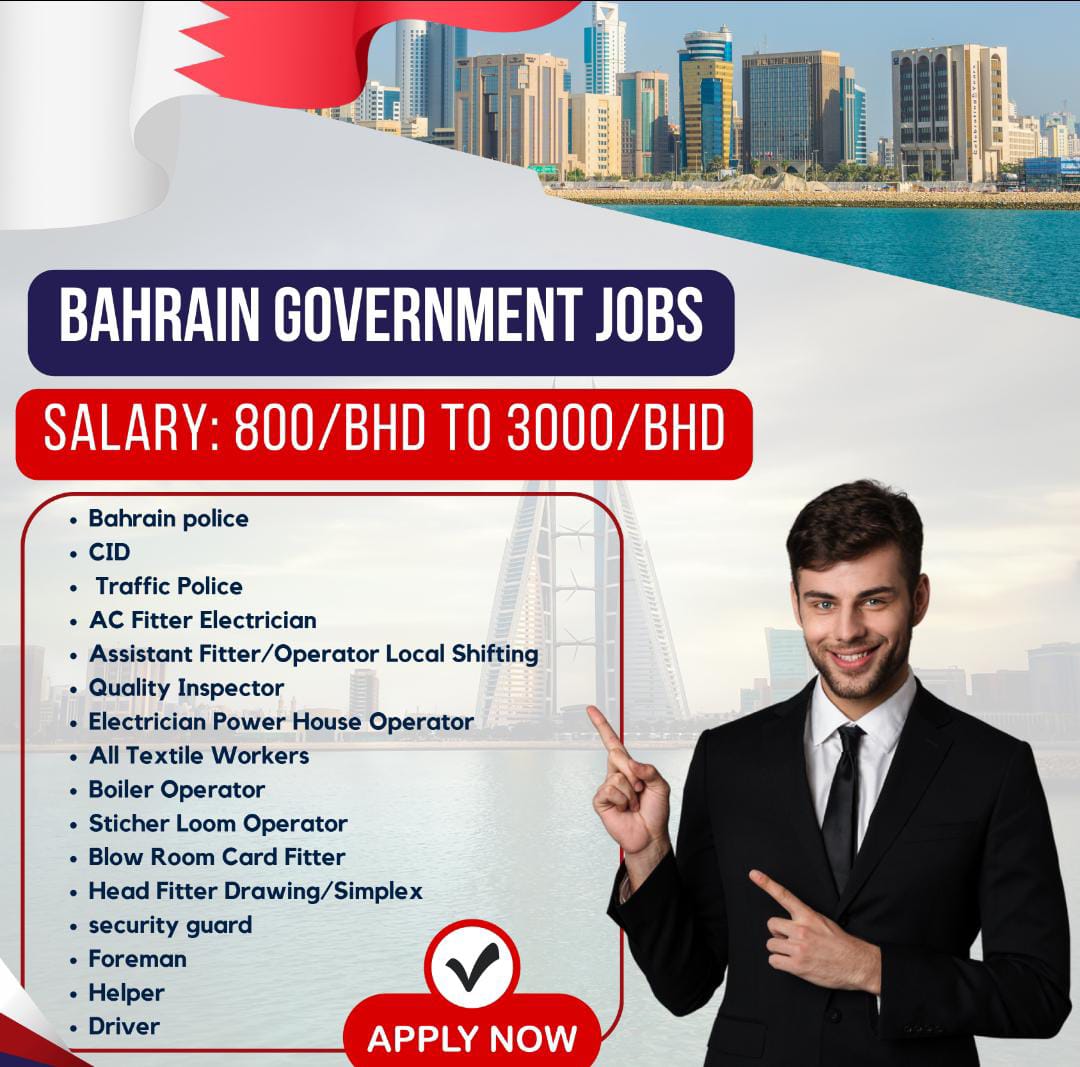 BAHRAIN GOVERNMENT JOBS
SALARY: 800/BHD TO 3000/BHD
• Bahrain police
• CID
• Traffic Police
• AC Fitter Electrician
• Assistant Fitter/Operator Local Shifting
• Quality Inspector
• Electrician Power House Operator
• All Textile Workers
• Boiler Operator
• Sticher Loom Operator
• Blow Room Card Fitter
• Head Fitter Drawing/Simplex
• security guard
• Foreman
• Helper
• Driver
APPLY NOW